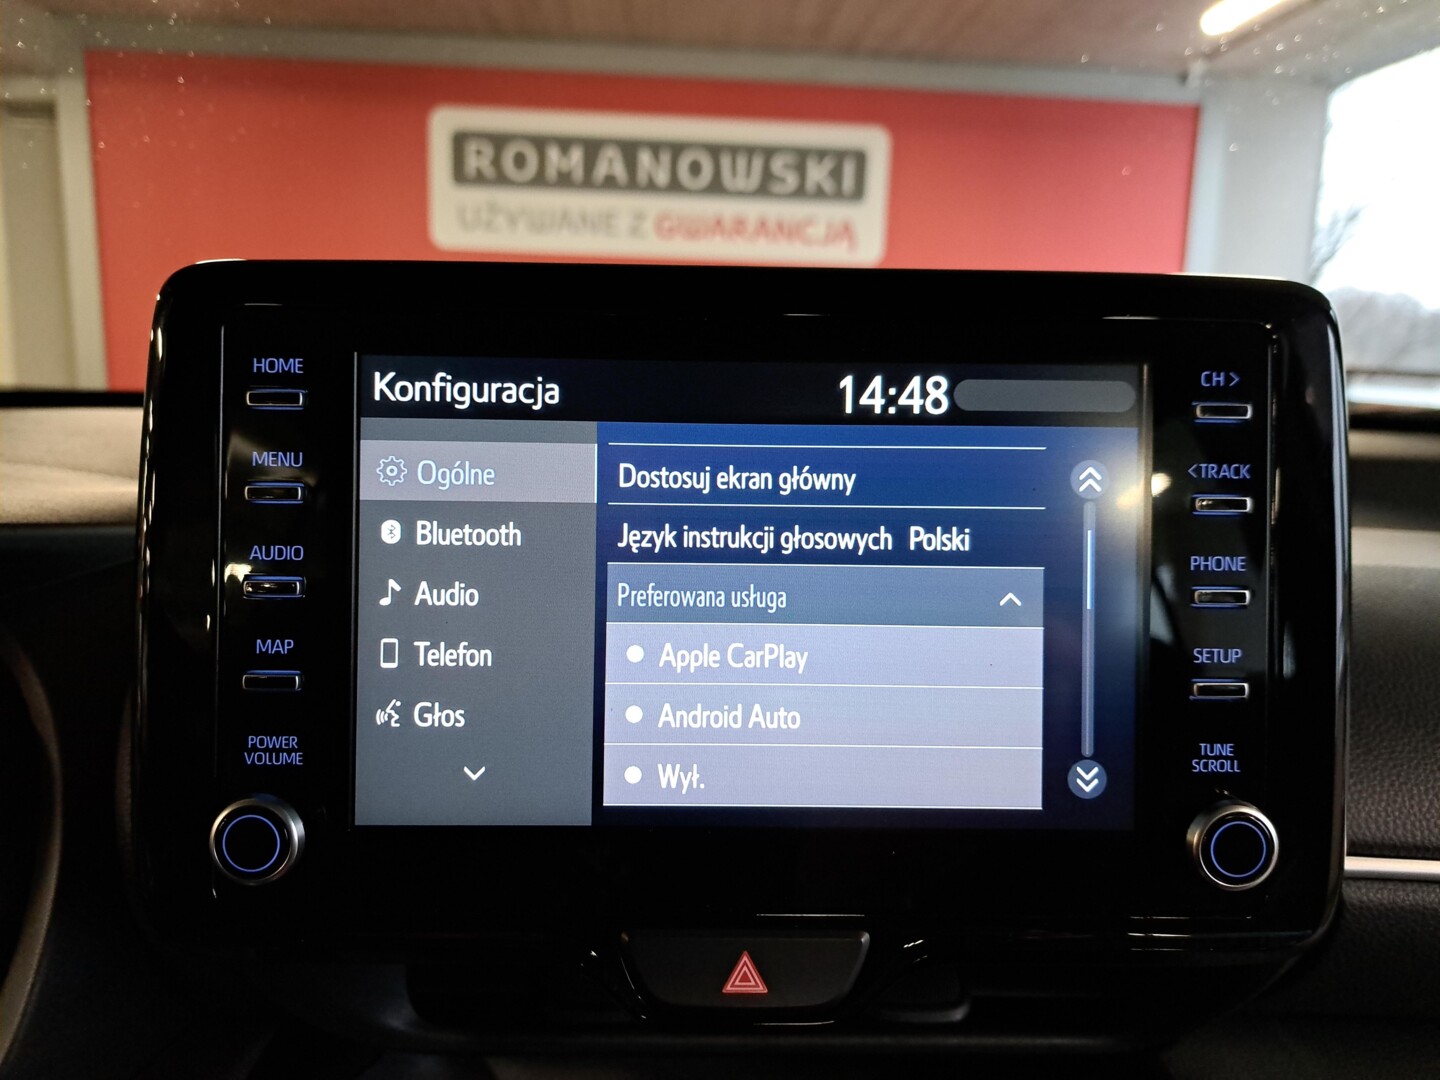 ROMANOWSKI
UŻYWANE Z GWARANCJĄ
HOME
MENU
AUDIO
MAP
POWER
VOLUME
Konfiguracja 14:48
Ogólne
Bluetooth
Audio
Telefon
Głos
Dostosuj ekran główny
Język instrukcji głosowych Polski
Preferowana usługa
Apple CarPlay
Android Auto
Wył.
CH >
< TRACK
PHONE
SETUP
TUNE
SCROLL